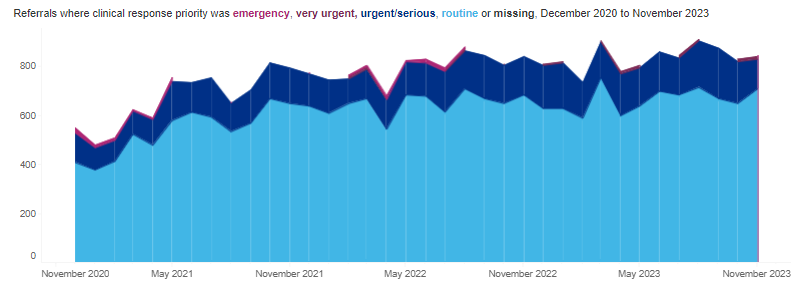 Referrals where clinical response priority was emergency, very urgent, urgent/serious, routine or missing, December 2020 to November 2023
800
600
400
200
0
November 2020 May 2021 November 2021 May 2022 November 2022 May 2023 November 2023